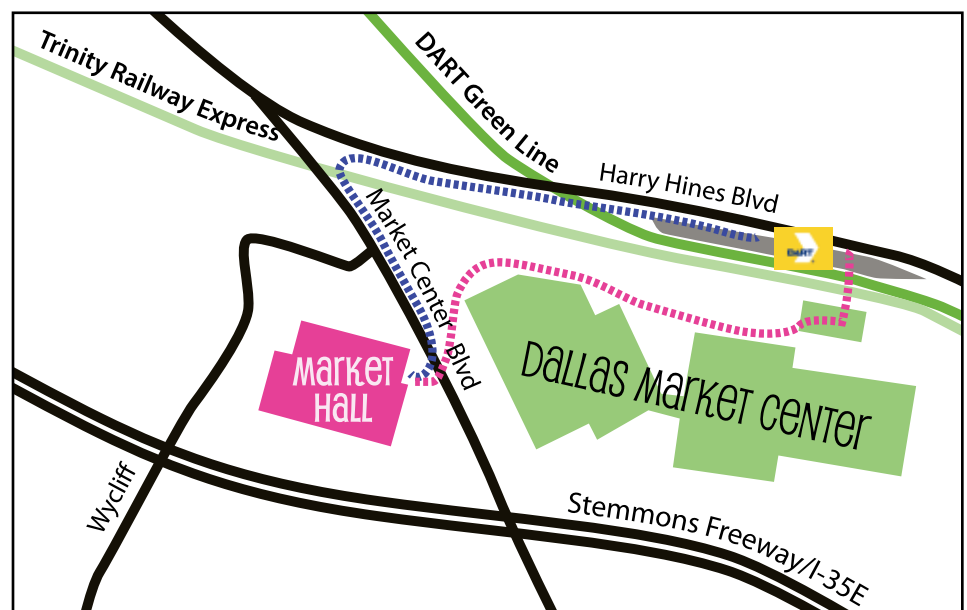 Trinity Railway Express
DART Green Line
Harry Hines Blvd
DART
Market Center Blvd
Market
Hall
Dallas Market Center
Wycliff
Stemmons Freeway/I-35E